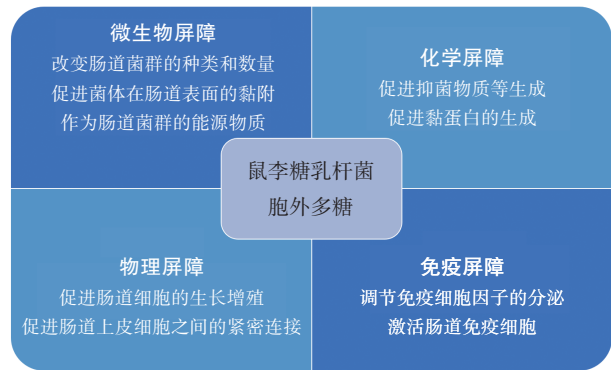 微生物屏障
改变肠道菌群的种类和数量
促进菌体在肠道表面的黏附
作为肠道菌群的能源物质
化学屏障
促进抑菌物质等生成
促进黏蛋白的生成
鼠李糖乳杆菌
胞外多糖
物理屏障
促进肠道细胞的生长增殖
促进肠道上皮细胞之间的紧密连接
免疫屏障
调节免疫细胞因子的分泌
激活肠道免疫细胞